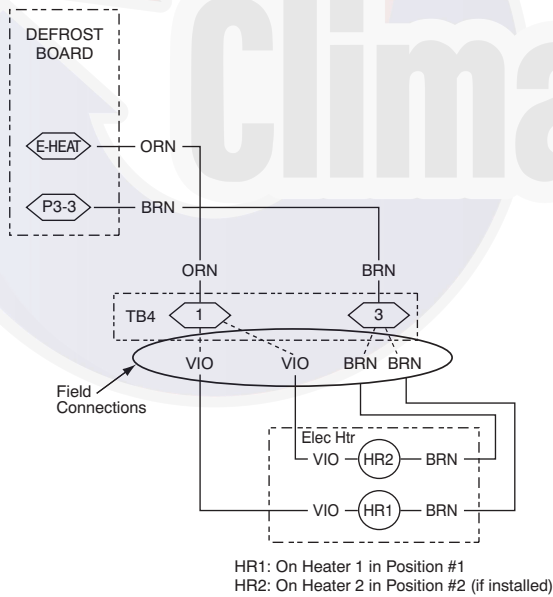 Clima
DEFROST
BOARD
E-HEAT
ORN
P3-3
BRN
ORN
BRN
TB4
1
3
VIO
VIO
BRN
BRN
Field
Connections
Elec Htr
VIO
HR2
BRN
VIO
HR1
BRN
HR1: On Heater 1 in Position #1
HR2: On Heater 2 in Position #2 (if installed)